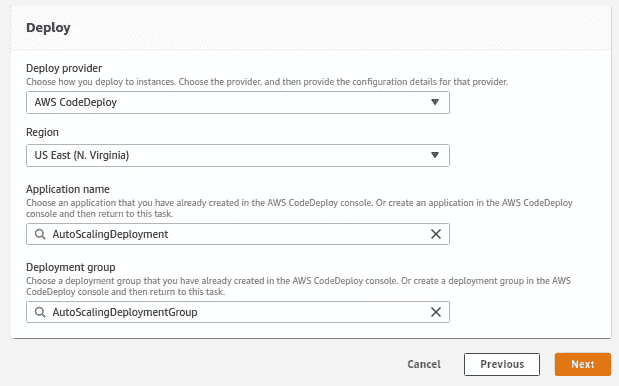 Deploy
Deploy provider
Choose how you deploy to instances. Choose the provider, and then provide the configuration details for that provider.
AWS CodeDeploy
Region
US East (N. Virginia)
Application name
Choose an application that you have already created in the AWS CodeDeploy console. Or create an application in the AWS CodeDeploy
console and then return to this task.
AutoScalingDeployment
Deployment group
Choose a deployment group that you have already created in the AWS CodeDeploy console. Or create a deployment group in the AWS
CodeDeploy console and then return to this task.
AutoScalingDeploymentGroup
Cancel Previous Next